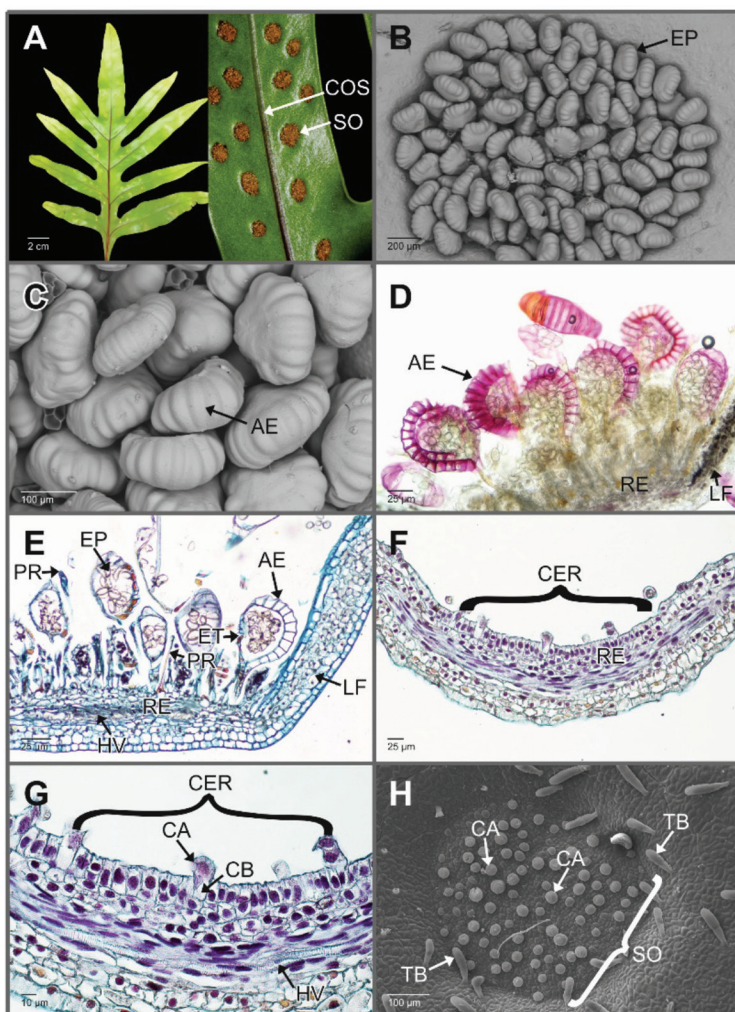 A
COS
SO
2 cm
B
EP
200 µm
C
AE
100 µm
D
AE
RE
LF
25 µm
E
EP
PR
AE
ET
PR
LF
RE
HV
25 µm
F
CER
RE
25 µm
G
CER
CA
CB
HV
10 µm
H
CA
CA
TB
TB
SO
100 µm